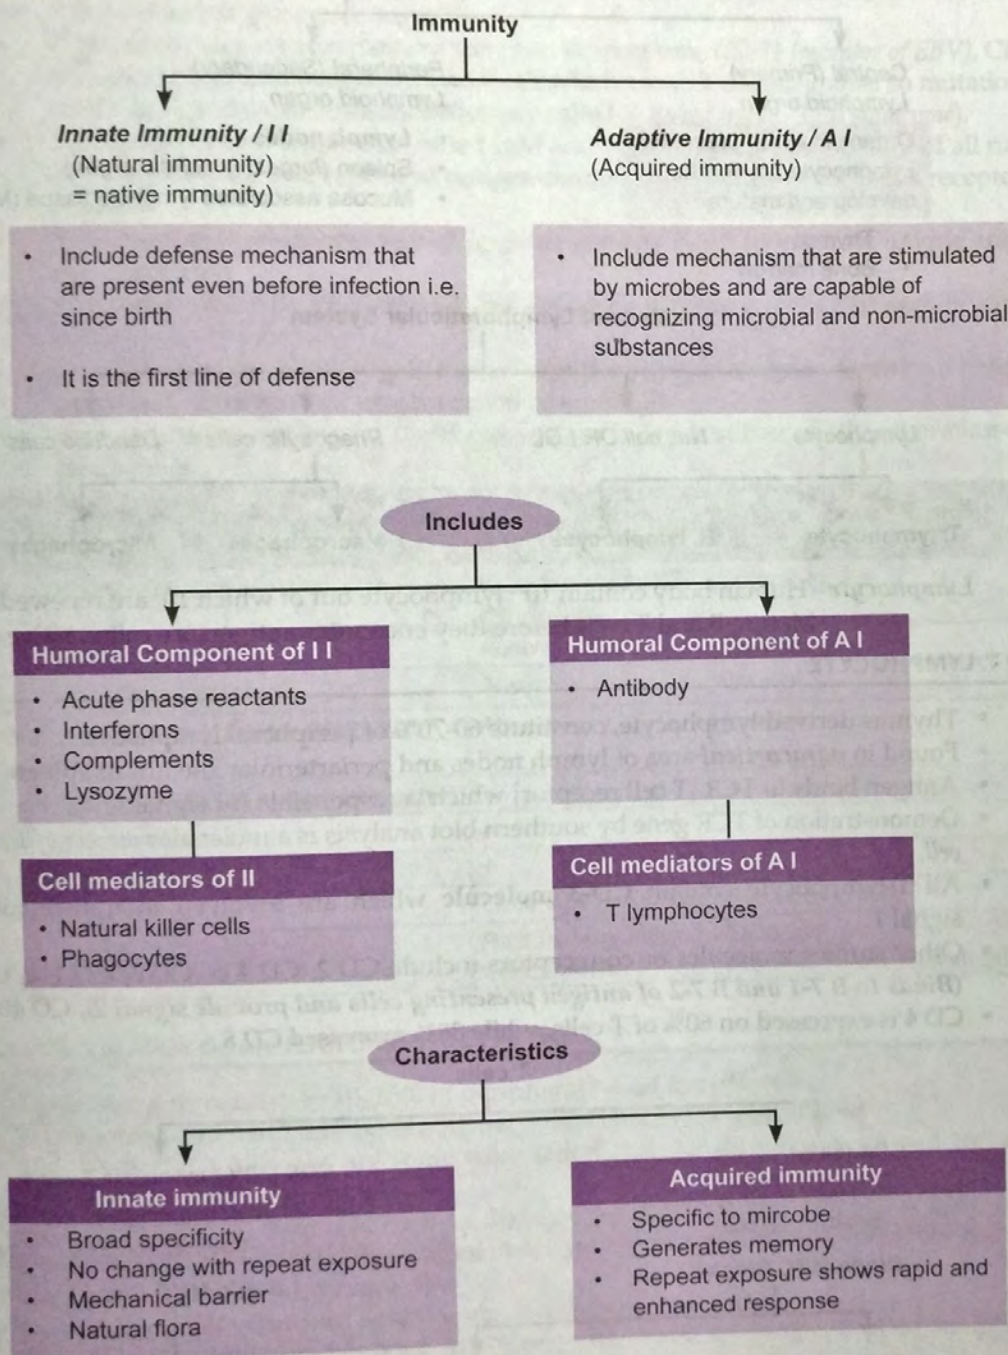 Immunity
Innate Immunity / I I
(Natural immunity)
= native immunity)
Adaptive Immunity / A I
(Acquired immunity)
• Include defense mechanism that
are present even before infection i.e.
since birth
• It is the first line of defense
• Include mechanism that are stimulated
by microbes and are capable of
recognizing microbial and non-microbial
substances
Includes
Humoral Component of I I
• Acute phase reactants
• Interferons
• Complements
• Lysozyme
Humoral Component of A I
• Antibody
Cell mediators of II
• Natural killer cells
• Phagocytes
Cell mediators of A I
• T lymphocytes
Characteristics
Innate immunity
• Broad specificity
• No change with repeat exposure
• Mechanical barrier
• Natural flora
Acquired immunity
• Specific to mircobe
• Generates memory
• Repeat exposure shows rapid and
enhanced response